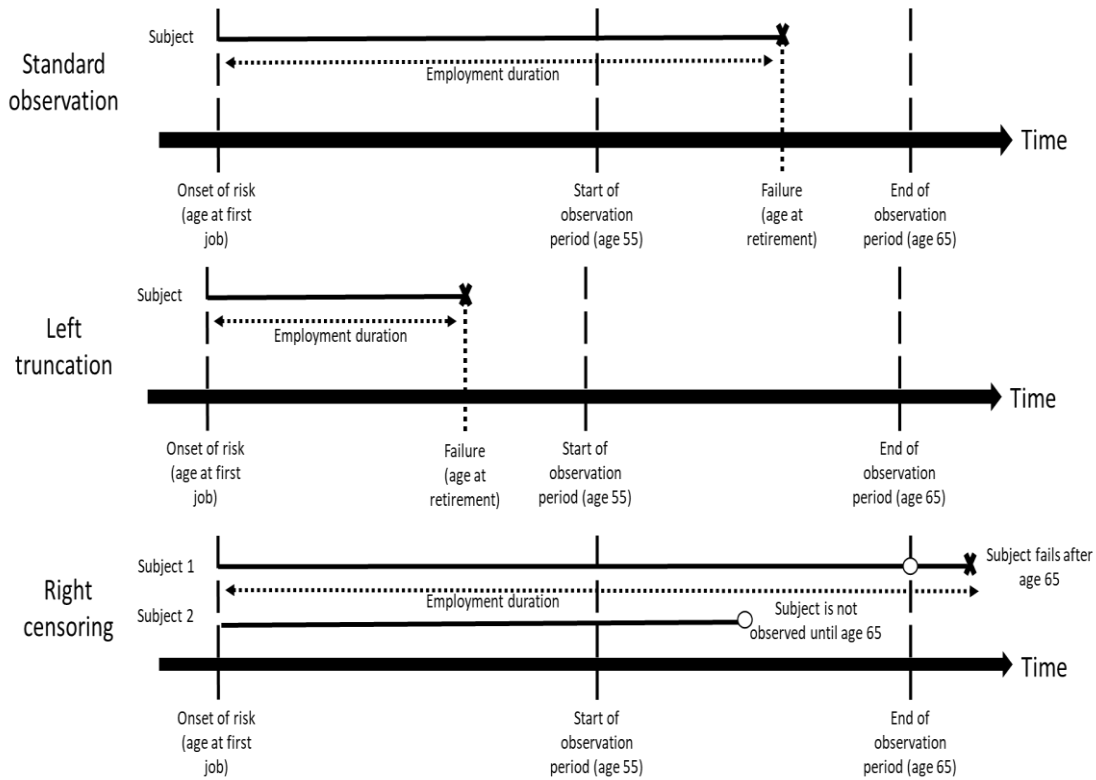 Subject
Standard
observation
Employment duration
Time
Onset of risk
(age at first
job)
Start of
observation
period (age 55)
Failure
(age at
retirement)
End of
observation
period (age 65)
Subject
Left
truncation
Employment duration
Time
Onset of risk
(age at first
job)
Failure
(age at
retirement)
Start of
observation
period (age 55)
End of
observation
period (age 65)
Right
censoring
Subject 1
Subject fails after
age 65
Employment duration
Subject 2
Subject is not
observed until age 65
Time
Onset of risk
(age at first
job)
Start of
observation
period (age 55)
End of
observation
period (age 65)